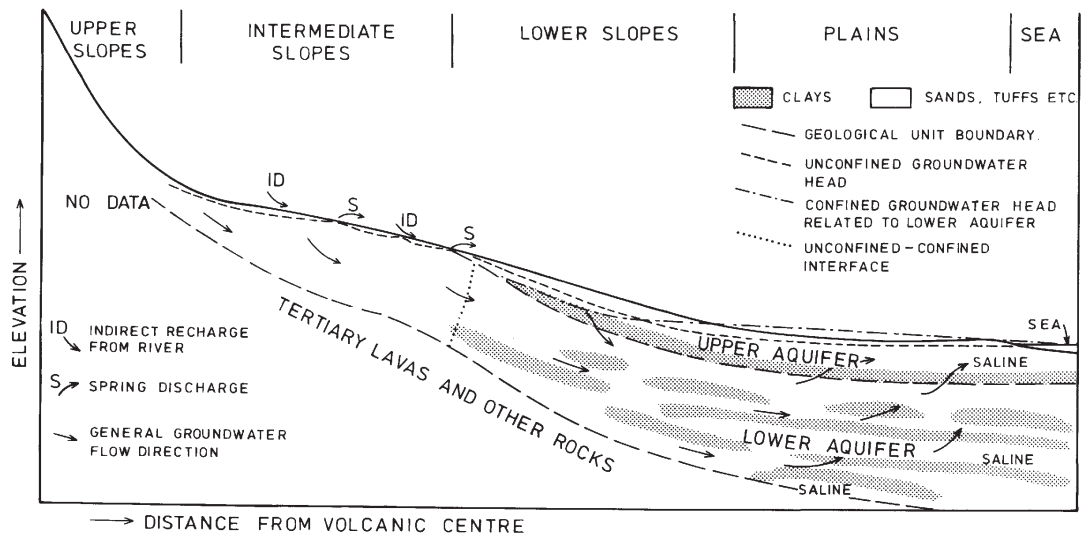 UPPER SLOPES
INTERMEDIATE SLOPES
LOWER SLOPES
PLAINS
SEA
CLAYS
SANDS, TUFFS ETC.
GEOLOGICAL UNIT BOUNDARY.
UNCONFINED GROUNDWATER
HEAD
CONFINED GROUNDWATER HEAD
RELATED TO LOWER AQUIFER
UNCONFINED-CONFINED
INTERFACE
ID
S
ID
S
NO DATA
ELEVATION
TERTIARY LAVAS AND OTHER ROCKS
SEA
UPPER AQUIFER
SALINE
LOWER AQUIFER
SALINE
SALINE
ID INDIRECT RECHARGE
FROM RIVER
S SPRING DISCHARGE
GENERAL GROUNDWATER
FLOW DIRECTION
DISTANCE FROM VOLCANIC CENTRE